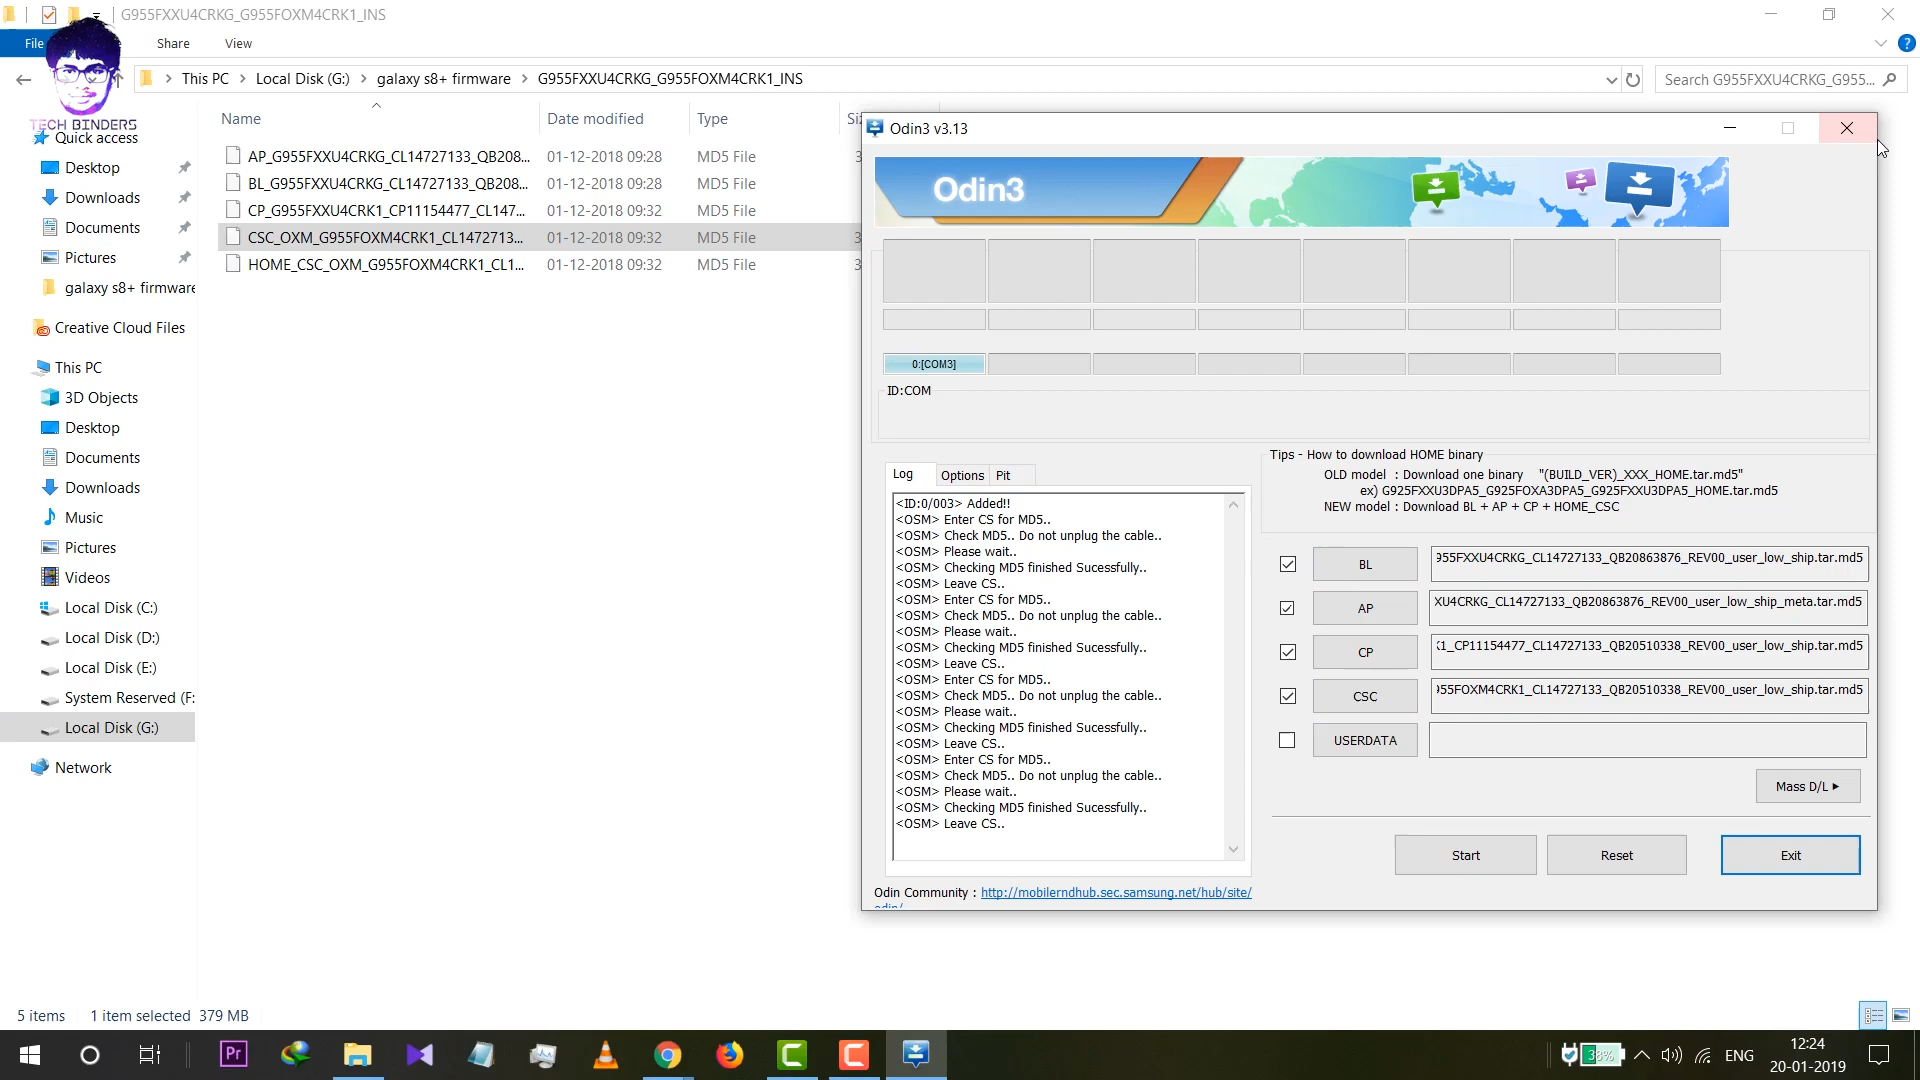 G955FXXU4CRKG_G955FOXM4CRK1_INS
File
Share
View
This PC
Local Disk (G:)
galaxy s8+ firmware
G955FXXU4CRKG_G955FOXM4CRK1_INS
Search G955FXXU4CRKG_G955...
TECH BINDERS
Quick access
Desktop
Downloads
Documents
Pictures
galaxy s8+ firmware
Creative Cloud Files
This PC
3D Objects
Desktop
Documents
Downloads
Music
Pictures
Videos
Local Disk (C:)
Local Disk (D:)
Local Disk (E:)
System Reserved (F:
Local Disk (G:)
Network
Name
Date modified
Type
AP_G955FXXU4CRKG_CL14727133_QB208... 01-12-2018 09:28 MD5 File 3
BL_G955FXXU4CRKG_CL14727133_QB208... 01-12-2018 09:28 MD5 File
CP_G955FXXU4CRK1_CP11154477_CL147... 01-12-2018 09:32 MD5 File
CSC_OXM_G955FOXM4CRK1_CL1472713... 01-12-2018 09:32 MD5 File 3
HOME_CSC_OXM_G955FOXM4CRK1_CL1... 01-12-2018 09:32 MD5 File 3
Odin3 v3.13
Odin3
0:[COM3]
ID:COM
Log
Options
Pit
<ID:0/003> Added!!
<OSM> Enter CS for MD5..
<OSM> Check MD5.. Do not unplug the cable..
<OSM> Please wait..
<OSM> Checking MD5 finished Sucessfully..
<OSM> Leave CS..
<OSM> Enter CS for MD5..
<OSM> Check MD5.. Do not unplug the cable..
<OSM> Please wait..
<OSM> Checking MD5 finished Sucessfully..
<OSM> Leave CS..
<OSM> Enter CS for MD5..
<OSM> Check MD5.. Do not unplug the cable..
<OSM> Please wait..
<OSM> Checking MD5 finished Sucessfully..
<OSM> Leave CS..
<OSM> Enter CS for MD5..
<OSM> Check MD5.. Do not unplug the cable..
<OSM> Please wait..
<OSM> Checking MD5 finished Sucessfully..
<OSM> Leave CS..
Odin Community : http://mobilerndhub.sec.samsung.net/hub/site/
odin/
Tips - How to download HOME binary
OLD model : Download one binary "(BUILD_VER)_XXX_HOME.tar.md5"
ex) G925FXXU3DPA5_G925FOXA3DPA5_G925FXXU3DPA5_HOME.tar.md5
NEW model : Download BL + AP + CP + HOME_CSC
BL
955FXXU4CRKG_CL14727133_QB20863876_REV00_user_low_ship.tar.md5
AP
XU4CRKG_CL14727133_QB20863876_REV00_user_low_ship_meta.tar.md5
CP
1_CP11154477_CL14727133_QB20510338_REV00_user_low_ship.tar.md5
CSC
955FOXM4CRK1_CL14727133_QB20510338_REV00_user_low_ship.tar.md5
USERDATA
Mass D/L
Start
Reset
Exit
5 items
1 item selected 379 MB
Pr
38%
ENG
12:24
20-01-2019